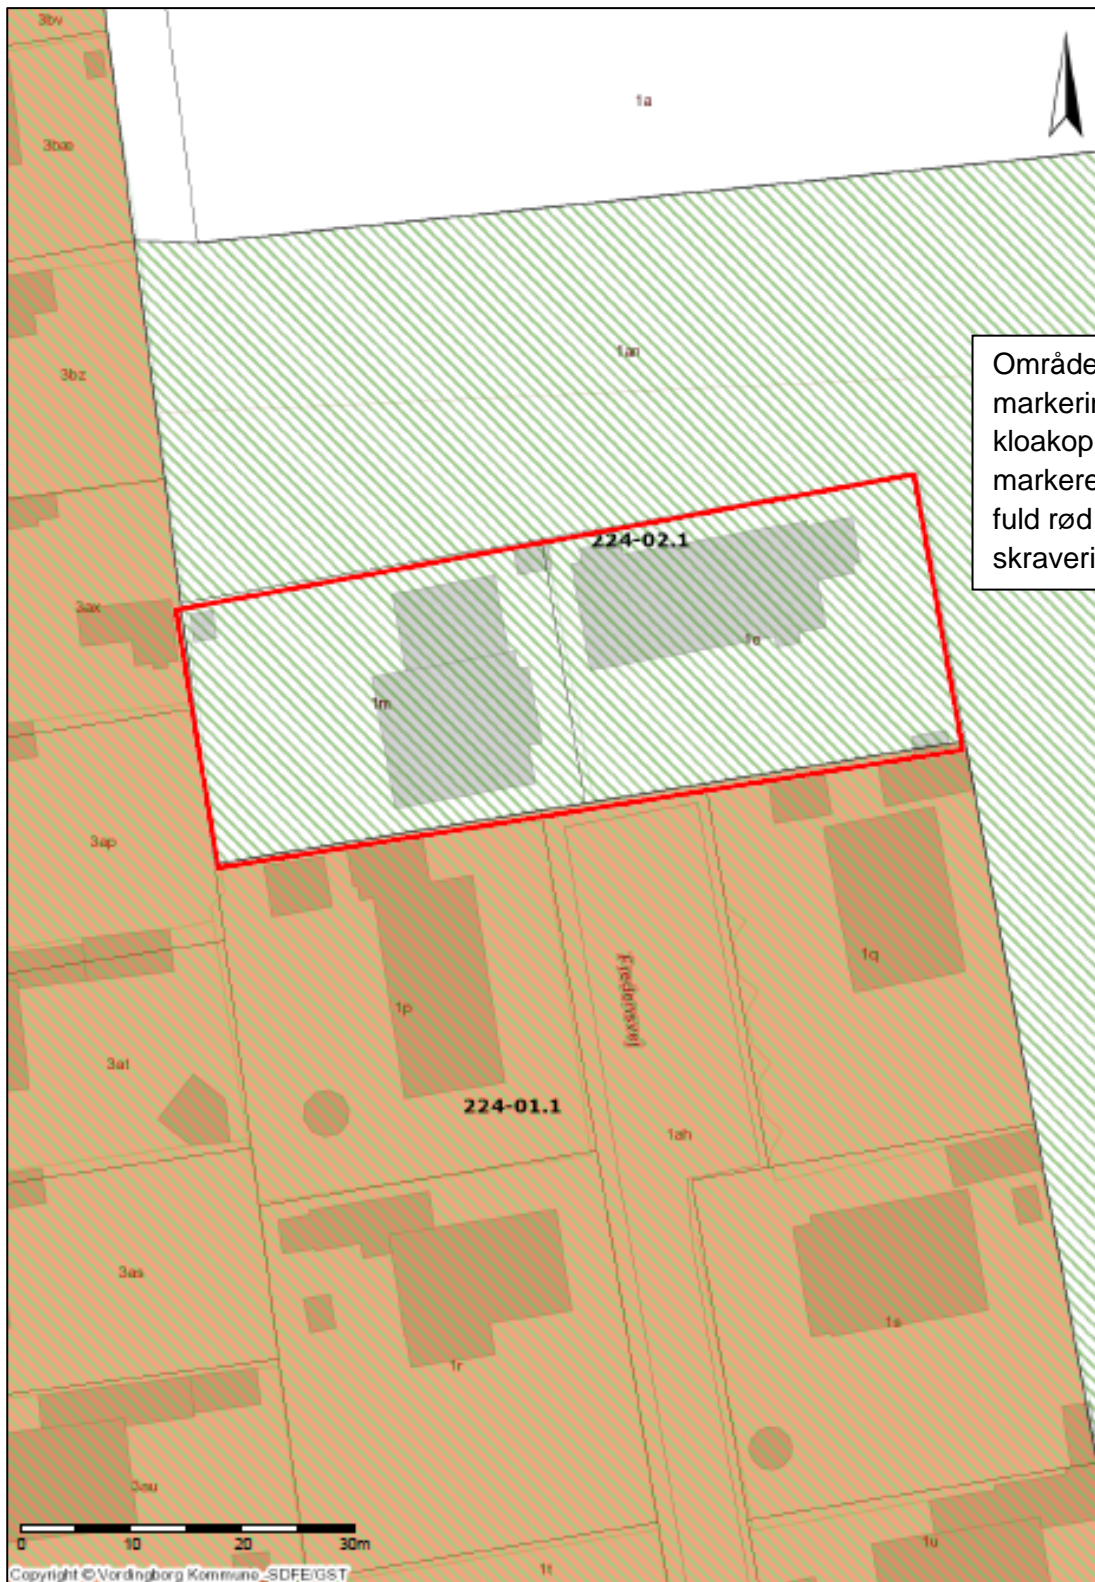 3bv
1a
3bæ
1an
3bz
Område
markerin
kloakop
markere
fuld rød
skraveri
224-02.1
3ax
1o
1m
3ap
1q
Fredensvej
1p
3at
224-01.1
1ah
3as
1s
1r
3au
0 10 20 30m
1u
1t
Copyright © Vordingborg Kommune_SDFE/GST